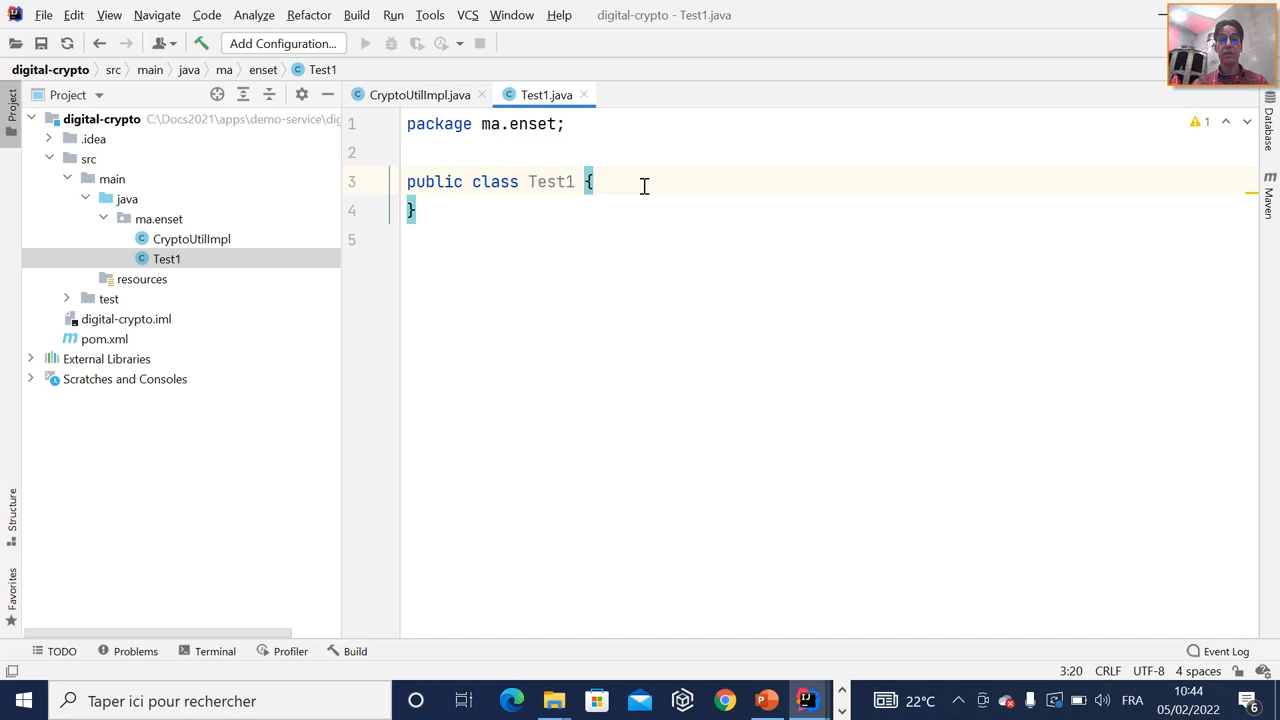 File Edit View Navigate Code Analyze Refactor Build Run Tools VCS Window Help digital-crypto - Test1.java
Add Configuration...
digital-crypto src main java ma enset Test1
Project
CryptoUtilImpl.java
Test1.java
Project
digital-crypto C:\Docs2021\apps\demo-service\dig
.idea
src
main
java
ma.enset
CryptoUtilImpl
Test1
resources
test
digital-crypto.iml
pom.xml
External Libraries
Scratches and Consoles
1 package ma.enset;
2
3 public class Test1 {
4 }
5
1
Database
Maven
Structure
Favorites
TODO Problems Terminal Profiler Build Event Log
3:20 CRLF UTF-8 4 spaces
Taper ici pour rechercher
22°C
FRA
10:44
05/02/2022
6